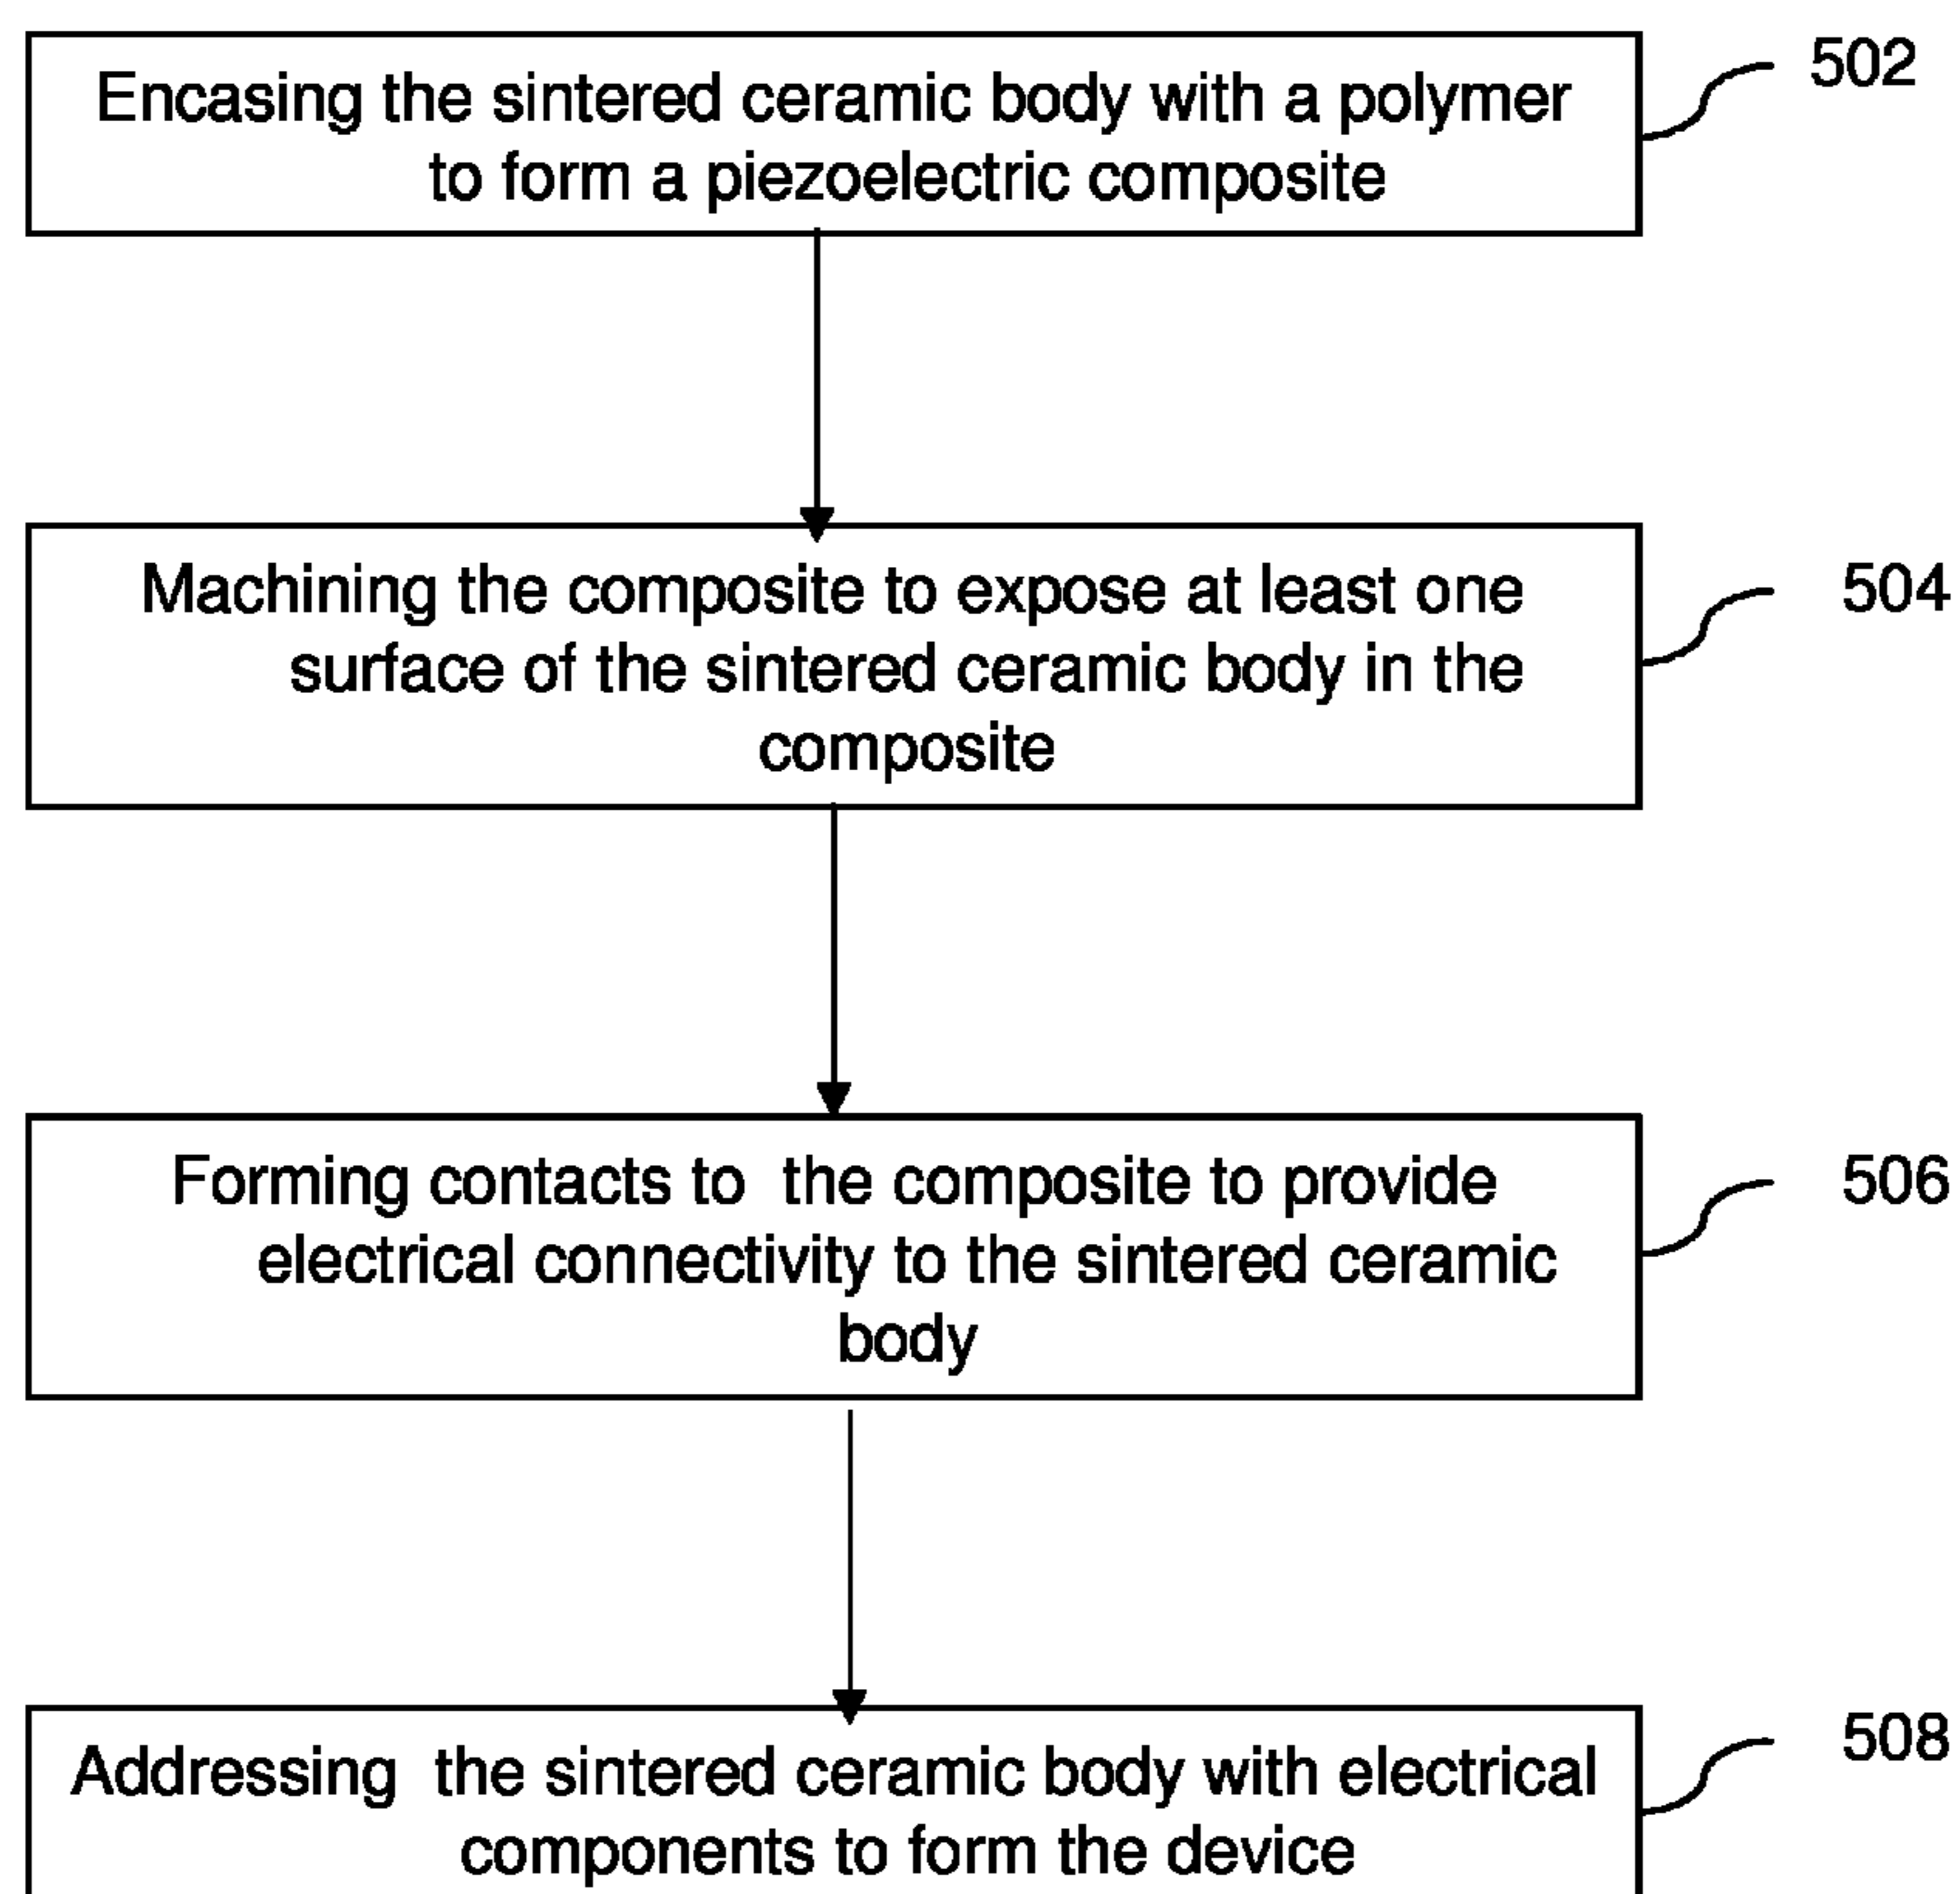 Encasing the sintered ceramic body with a polymer
to form a piezoelectric composite
502
Machining the composite to expose at least one
surface of the sintered ceramic body in the
composite
504
Forming contacts to the composite to provide
electrical connectivity to the sintered ceramic
body
506
Addressing the sintered ceramic body with electrical
components to form the device
508